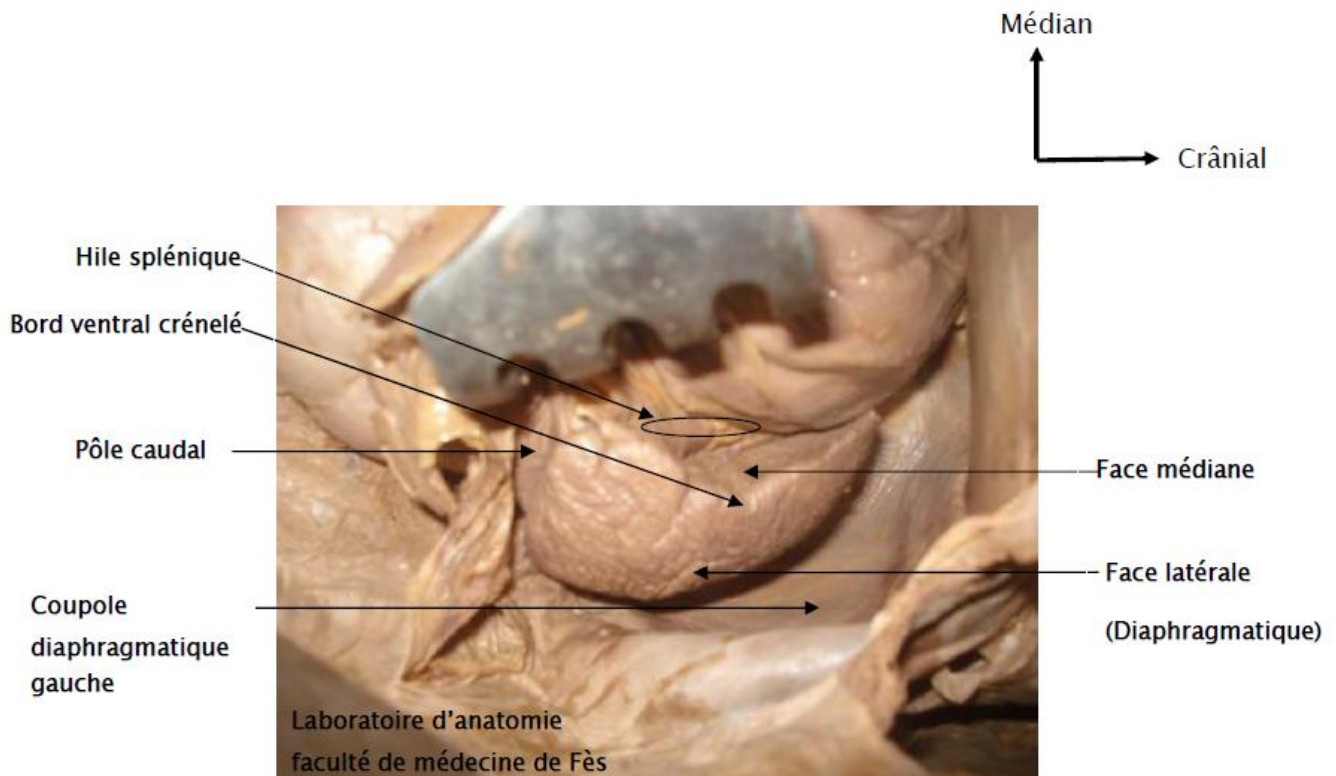 Médian
Crânial
Hile splénique
Bord ventral crénelé
Pôle caudal
Face médiane
Coupole
diaphragmatique
gauche
Face latérale
(Diaphragmatique)
Laboratoire d'anatomie
faculté de médecine de Fès